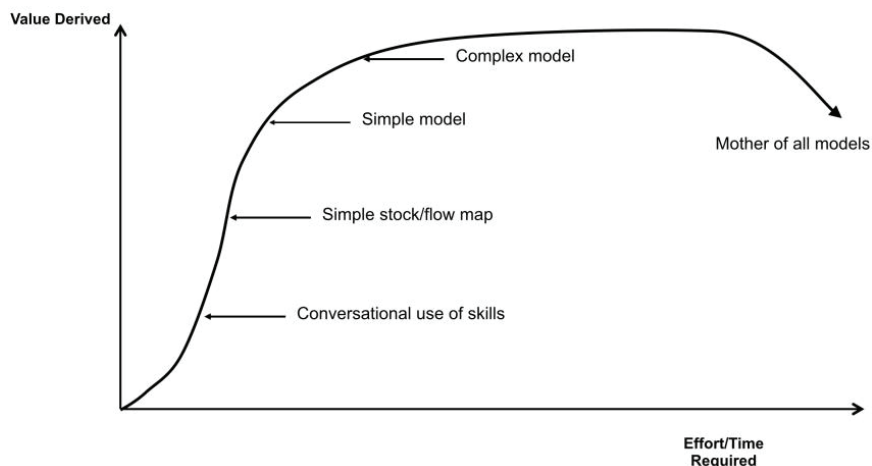 Value Derived
Complex model
Simple model
Mother of all models
Simple stock/flow map
Conversational use of skills
Effort/Time
Required